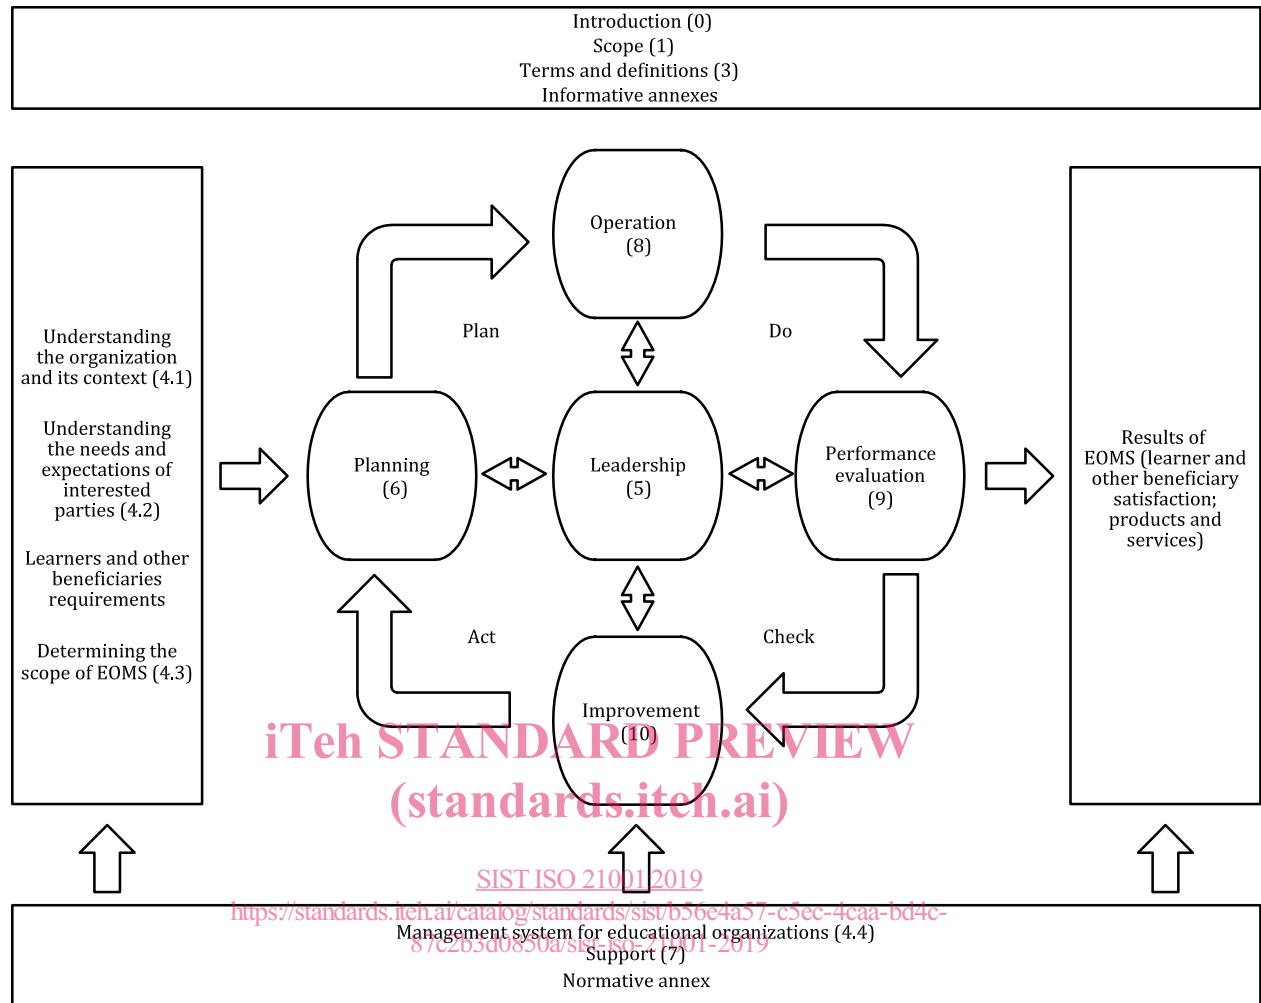 Introduction (0)
Scope (1)
Terms and definitions (3)
Informative annexes
Operation
(8)
Plan
Do
Understanding
the organization
and its context (4.1)
Understanding
the needs and
expectations of
interested
parties (4.2)
Learners and other
beneficiaries
requirements
Determining the
scope of EOMS (4.3)
Planning
(6)
Leadership
(5)
Performance
evaluation
(9)
Results of
EOMS (learner and
other beneficiary
satisfaction;
products and
services)
Act
Check
Improvement
(10)
iTeh STANDARD PREVIEW
(standards.iteh.ai)
SIST ISO 21001:2019
https://standards.iteh.ai/catalog/standards/sist/b56e4a57-c5ec-4caa-bd4c-
87c2b3d0850a/sist-iso-21001-2019
Management system for educational organizations (4.4)
Support (7)
Normative annex